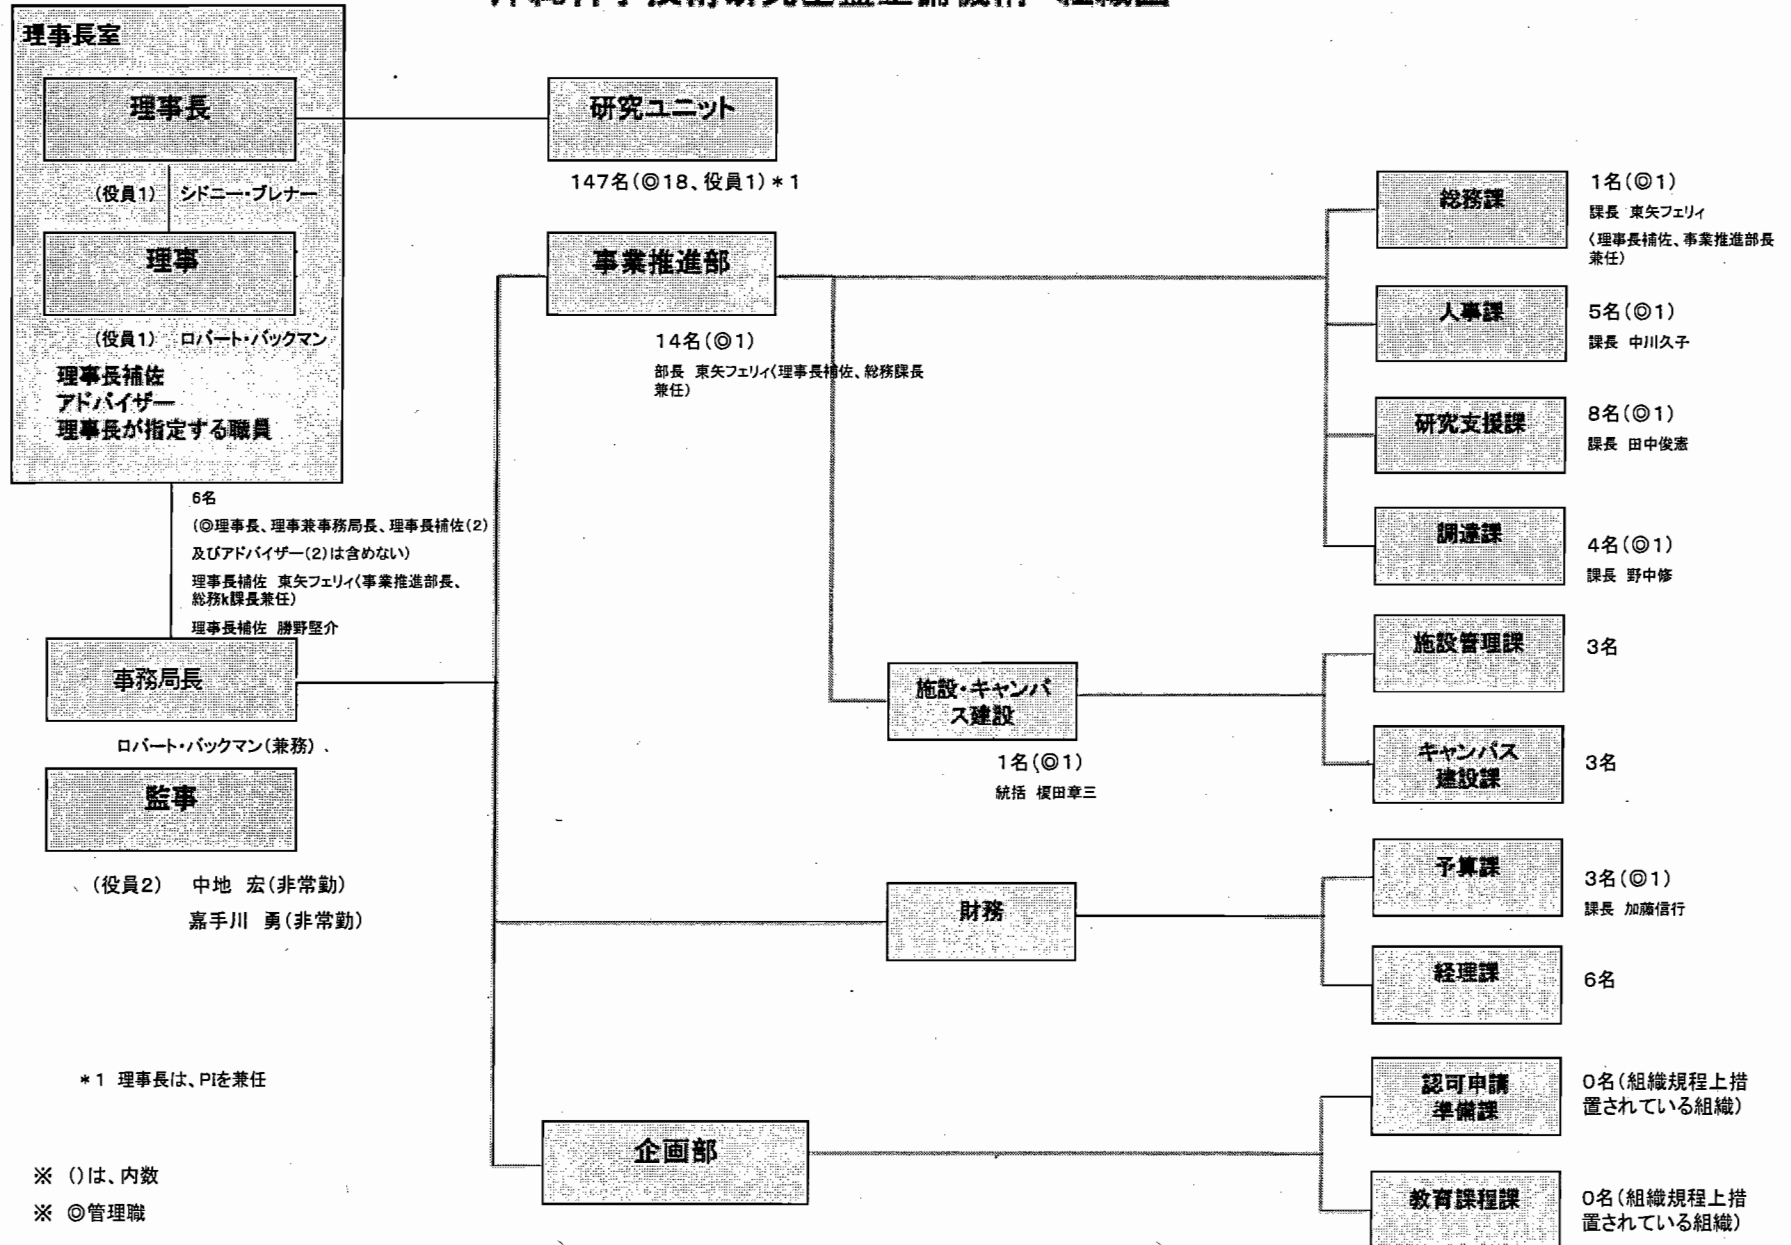 理事長室
理事長
(役員1) シドニー・ブレナー
理事
(役員1) ロバート・バックマン
理事長補佐
アドバイザー
理事長が指定する職員
6名
(◎理事長、理事兼事務局長、理事長補佐(2)
及びアドバイザー(2)は含めない)
理事長補佐 東矢フェリィ(事業推進部長、
総務k課長兼任)
理事長補佐 勝野堅介
事務局長
ロバート・バックマン(兼務)
監事
(役員2) 中地 宏(非常勤)
嘉手川 勇(非常勤)
*1 理事長は、PIを兼任
※ ()は、内数
※ ◎管理職
研究ユニット
147名(◎18、役員1)*1
事業推進部
14名(◎1)
部長 東矢フェリィ(理事長補佐、総務課長
兼任)
施設・キャンパ
ス建設
1名(◎1)
統括 榎田章三
財務
企画部
総務課
1名(◎1)
課長 東矢フェリィ
(理事長補佐、事業推進部長
兼任)
人事課
5名(◎1)
課長 中川久子
研究支援課
8名(◎1)
課長 田中俊憲
調達課
4名(◎1)
課長 野中修
施設管理課
3名
キャンパス
建設課
3名
予算課
3名(◎1)
課長 加藤信行
経理課
6名
認可申請
準備課
0名(組織規程上措
置されている組織)
教育課程課
0名(組織規程上措
置されている組織)